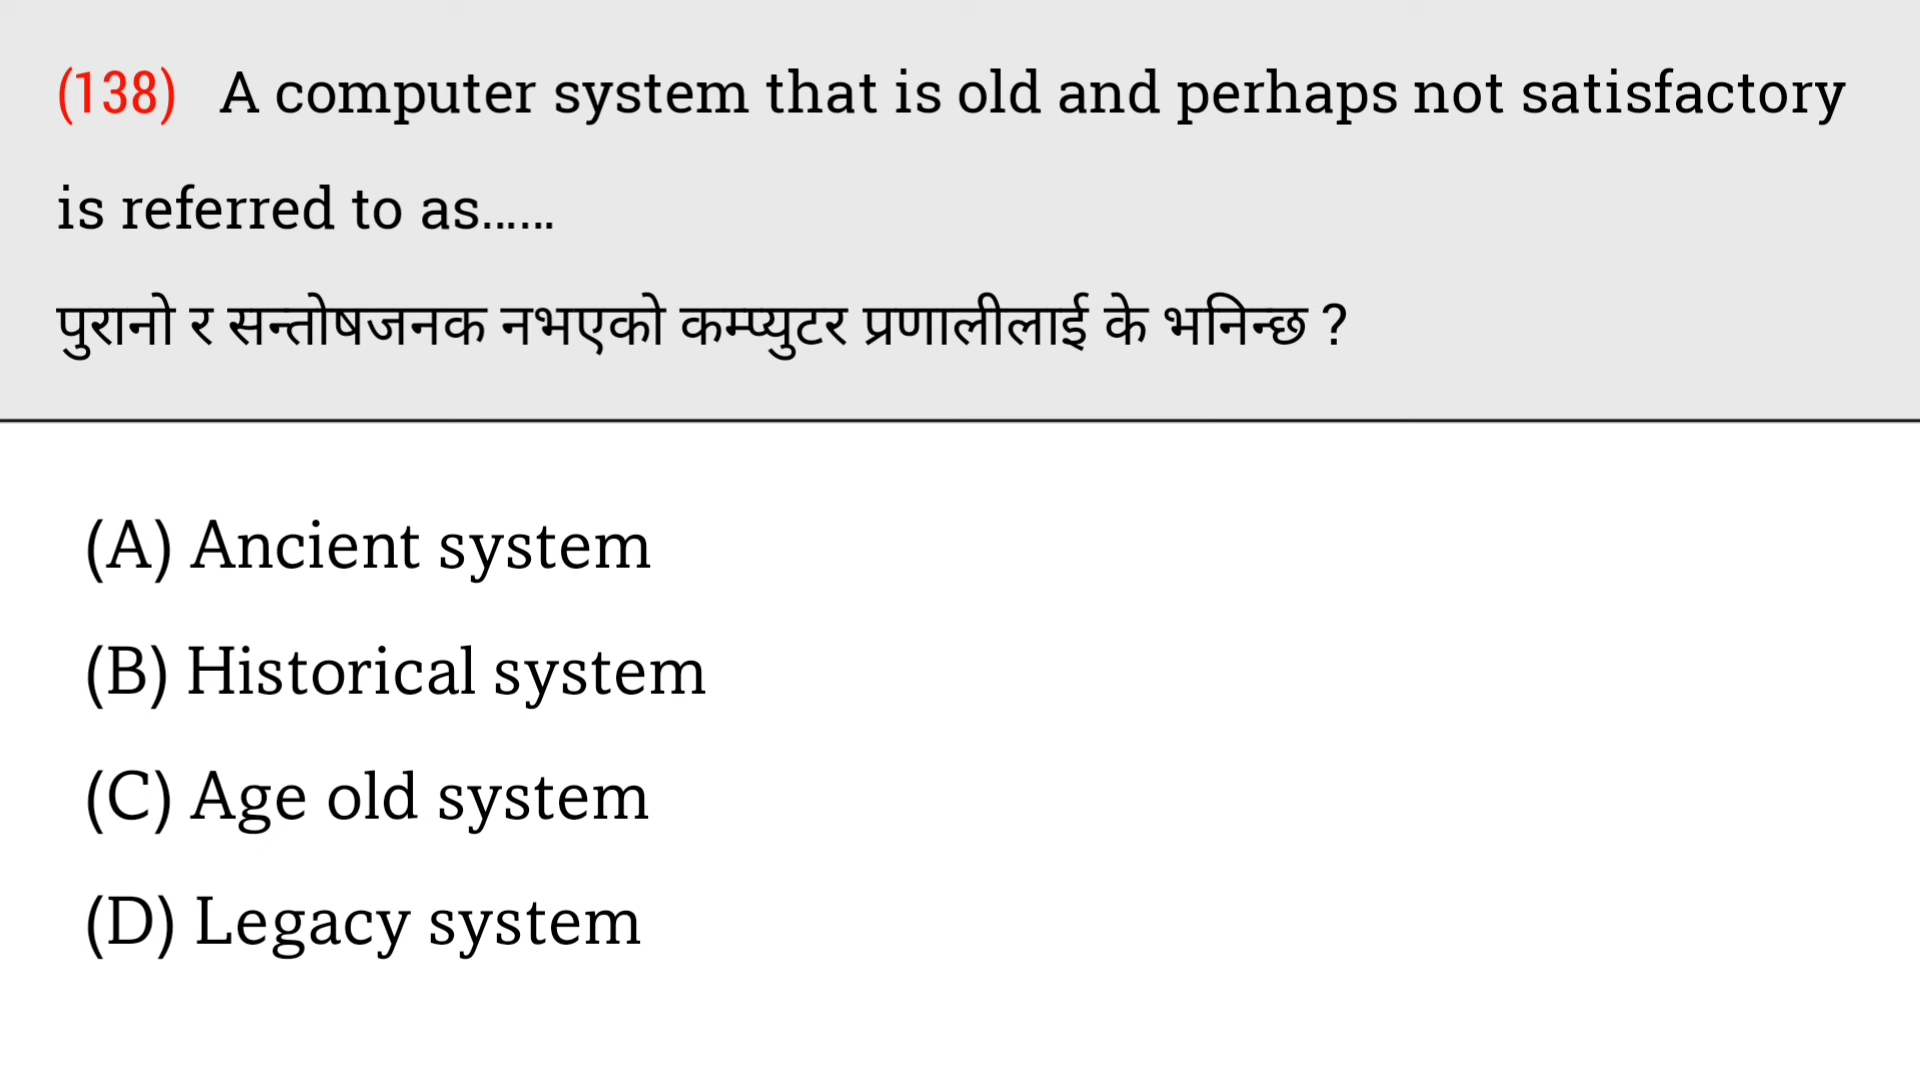 (138) A computer system that is old and perhaps not satisfactory
is referred to as......
पुरानो र सन्तोषजनक नभएको कम्प्युटर प्रणालीलाई के भनिन्छ ?
(A) Ancient system
(B) Historical system
(C) Age old system
(D) Legacy system